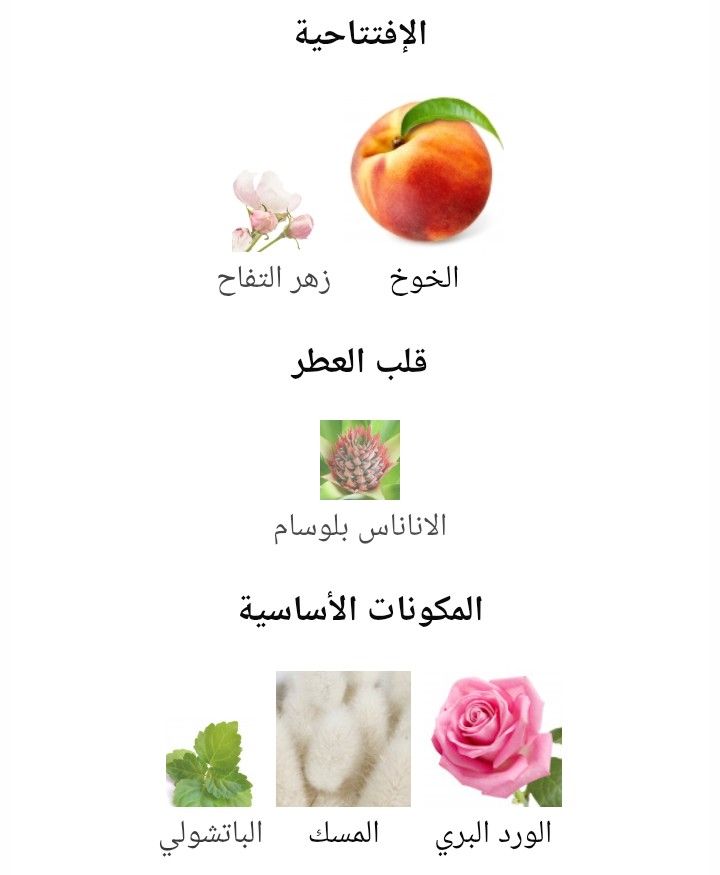 الإفتتاحية
الخوخ زهر التفاح
قلب العطر
الاناناس بلوسام
المكونات الأساسية
الورد البري المسك الباتشولي